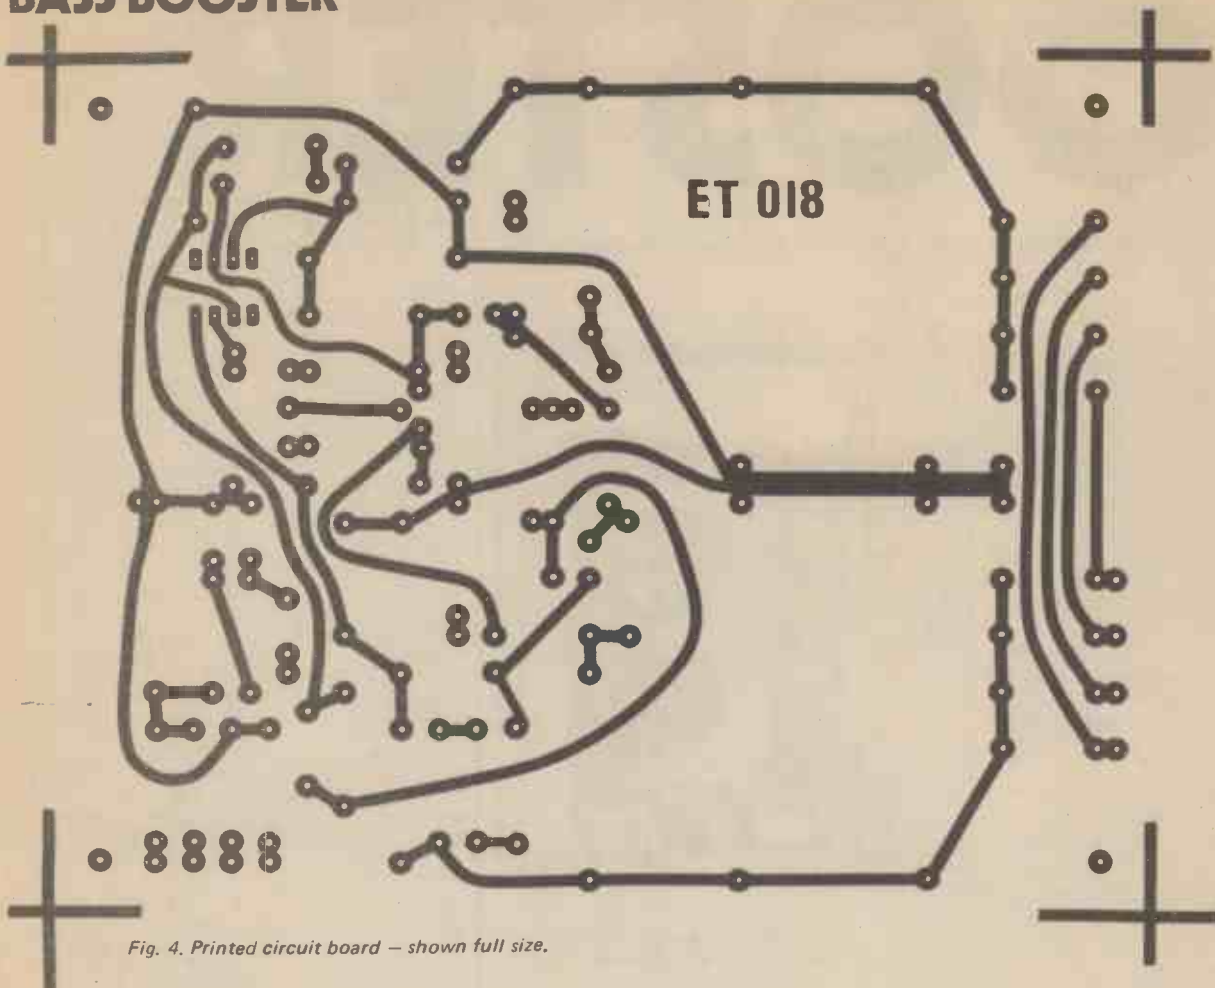 BASS BOOSTER
ET 018
Fig. 4. Printed circuit board — shown full size.